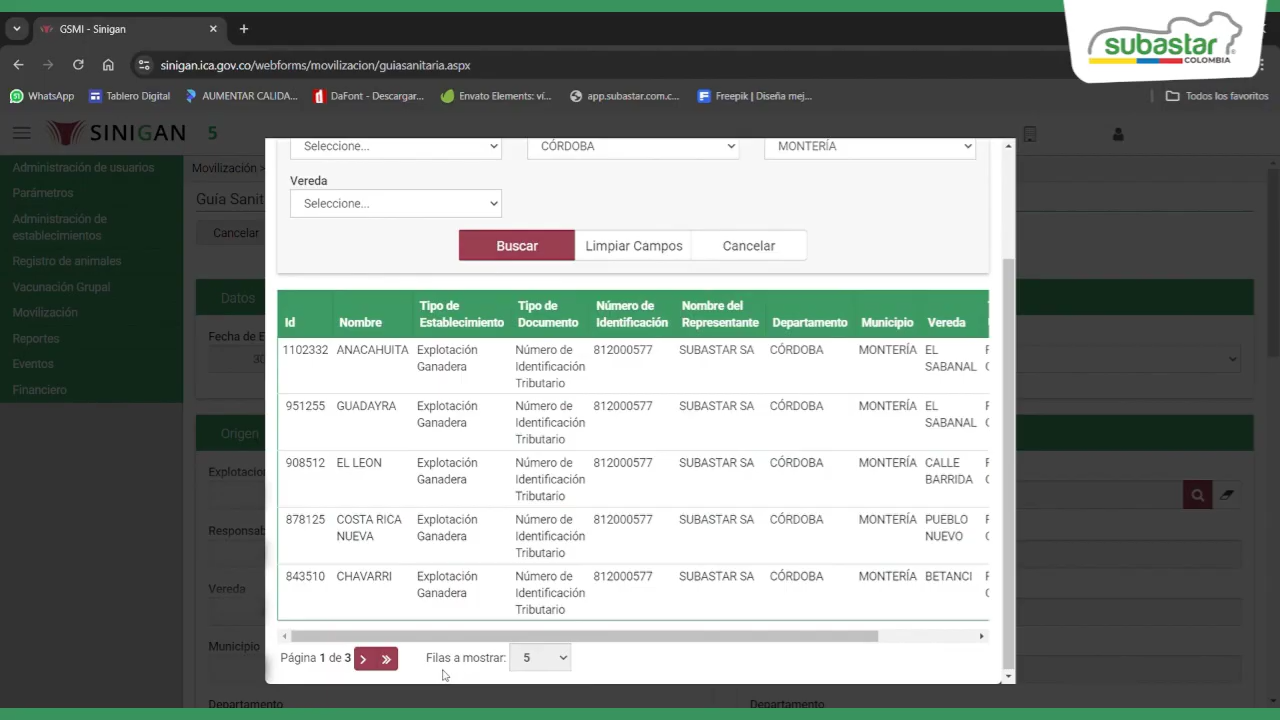 GSMI - Sinigan
subastar
COLOMBIA
sinigan.ica.gov.co/webforms/movilizacion/guiasanitaria.aspx
WhatsApp Tablero Digital AUMENTAR CALIDA... DaFont - Descargar... Envato Elements: ví... app.subastar.com.c... Freepik | Diseña mej... Todos los favoritos
SINIGAN 5
Administración de usuarios
Parámetros
Administración de
establecimientos
Registro de animales
Vacunación Grupal
Movilización
Reportes
Eventos
Financiero
Movilización >
Guía Sanit
Cancelar
Datos
Fecha de E
30
Origen
Explotacion
Responsab
Vereda
Municipio
Departamento Departamento
Seleccione... CÓRDOBA MONTERÍA
Vereda
Seleccione...
Buscar Limpiar Campos Cancelar
Id Nombre Tipo de Establecimiento Tipo de Documento Número de Identificación Nombre del Representante Departamento Municipio Vereda
1102332 ANACAHUITA Explotación Ganadera Número de Identificación Tributario 812000577 SUBASTAR SA CÓRDOBA MONTERÍA EL SABANAL
951255 GUADAYRA Explotación Ganadera Número de Identificación Tributario 812000577 SUBASTAR SA CÓRDOBA MONTERÍA EL SABANAL
908512 EL LEON Explotación Ganadera Número de Identificación Tributario 812000577 SUBASTAR SA CÓRDOBA MONTERÍA CALLE BARRIDA
878125 COSTA RICA NUEVA Explotación Ganadera Número de Identificación Tributario 812000577 SUBASTAR SA CÓRDOBA MONTERÍA PUEBLO NUEVO
843510 CHAVARRI Explotación Ganadera Número de Identificación Tributario 812000577 SUBASTAR SA CÓRDOBA MONTERÍA BETANCI
Página 1 de 3 Filas a mostrar: 5